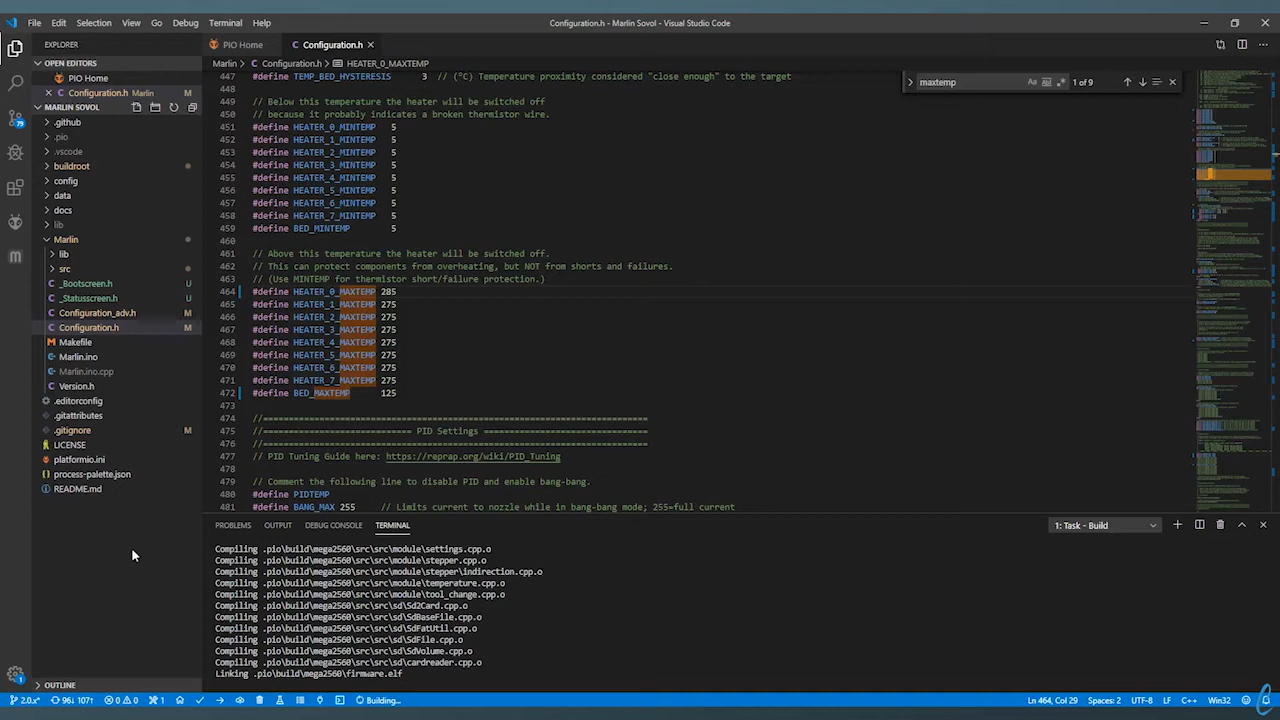 File Edit Selection View Go Debug Terminal Help
Configuration.h - Marlin Sovol - Visual Studio Code
EXPLORER
OPEN EDITORS
PIO Home
Configuration.h Marlin M
MARLIN SOVOL
.github
.pio
.vscode
buildroot
config
data
docs
lib
Marlin
lib
src
_Bootscreen.h U
_Statusscreen.h U
Configuration_adv.h M
Configuration.h M
Makefile
Marlin.ino
Marlin.ino.cpp
Version.h
.editorconfig
.gitattributes
.gitignore M
LICENSE
platformio.ini
process-palette.json
README.md
OUTLINE
79
1
PIO Home
Configuration.h
Marlin > Configuration.h > HEATER_0_MAXTEMP
maxtemp Aa 1 of 9
447 #define TEMP_BED_HYSTERESIS 3 // (°C) Temperature proximity considered "close enough" to the target
448
449 // Below this temperature the heater will be switched off
450 // because it probably indicates a broken thermistor wire.
451 #define HEATER_0_MINTEMP 5
452 #define HEATER_1_MINTEMP 5
453 #define HEATER_2_MINTEMP 5
454 #define HEATER_3_MINTEMP 5
455 #define HEATER_4_MINTEMP 5
456 #define HEATER_5_MINTEMP 5
457 #define HEATER_6_MINTEMP 5
458 #define HEATER_7_MINTEMP 5
459 #define BED_MINTEMP 5
460
461 // Above this temperature the heater will be switched off.
462 // This can protect components from overheating, but NOT from shorts and failures.
463 // (Use MINTEMP for thermistor short/failure protection.)
464 #define HEATER_0_MAXTEMP 285
465 #define HEATER_1_MAXTEMP 275
466 #define HEATER_2_MAXTEMP 275
467 #define HEATER_3_MAXTEMP 275
468 #define HEATER_4_MAXTEMP 275
469 #define HEATER_5_MAXTEMP 275
470 #define HEATER_6_MAXTEMP 275
471 #define HEATER_7_MAXTEMP 275
472 #define BED_MAXTEMP 125
473
474 //===========================================================================
475 //============================= PID Settings ================================
476 //===========================================================================
477 // PID Tuning Guide here: https://reprap.org/wiki/PID_Tuning
478
479 // Comment the following line to disable PID and enable bang-bang.
480 #define PIDTEMP
481 #define BANG_MAX 255 // Limits current to nozzle while in bang-bang mode; 255=full current
PROBLEMS OUTPUT DEBUG CONSOLE TERMINAL
1: Task - Build
Compiling .pio\build\mega2560\src\src\module\settings.cpp.o
Compiling .pio\build\mega2560\src\src\module\stepper.cpp.o
Compiling .pio\build\mega2560\src\src\module\stepper\indirection.cpp.o
Compiling .pio\build\mega2560\src\src\module\temperature.cpp.o
Compiling .pio\build\mega2560\src\src\module\tool_change.cpp.o
Compiling .pio\build\mega2560\src\src\sd\Sd2Card.cpp.o
Compiling .pio\build\mega2560\src\src\sd\SdBaseFile.cpp.o
Compiling .pio\build\mega2560\src\src\sd\SdFatUtil.cpp.o
Compiling .pio\build\mega2560\src\src\sd\SdFile.cpp.o
Compiling .pio\build\mega2560\src\src\sd\SdVolume.cpp.o
Compiling .pio\build\mega2560\src\src\sd\cardreader.cpp.o
Linking .pio\build\mega2560\firmware.elf
2.0.x* 96↓ 107↑ 0 0 1 Building... Ln 464, Col 29 Spaces: 2 UTF-8 LF C++ Win32